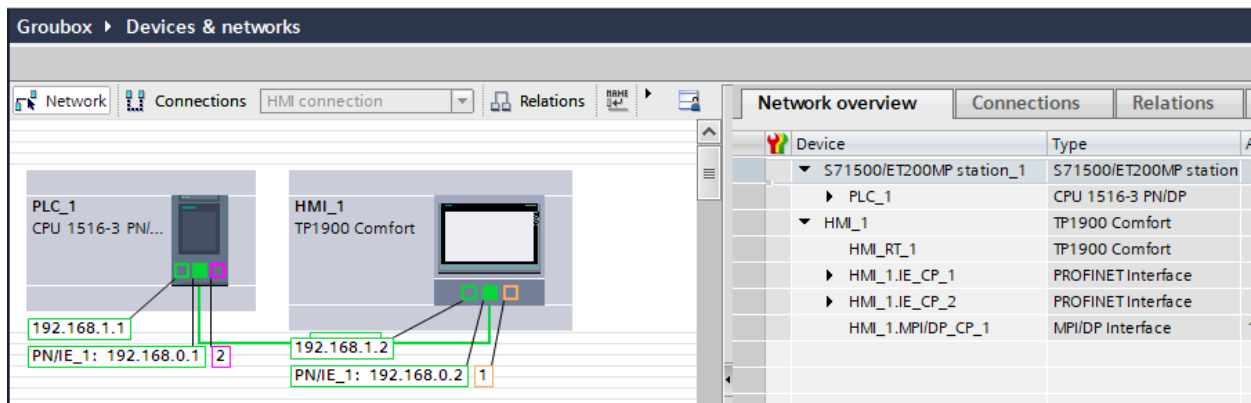 Groubox ▸ Devices & networks
Network Connections HMI connection Relations
Network overview Connections Relations
Device Type
S71500/ET200MP station_1 S71500/ET200MP station
PLC_1 CPU 1516-3 PN/DP
HMI_1 TP1900 Comfort
HMI_RT_1 TP1900 Comfort
HMI_1.IE_CP_1 PROFINET Interface
HMI_1.IE_CP_2 PROFINET Interface
HMI_1.MPI/DP_CP_1 MPI/DP Interface
PLC_1
CPU 1516-3 PN/...
HMI_1
TP1900 Comfort
192.168.1.1
PN/IE_1: 192.168.0.1 2
192.168.1.2
PN/IE_1: 192.168.0.2 1